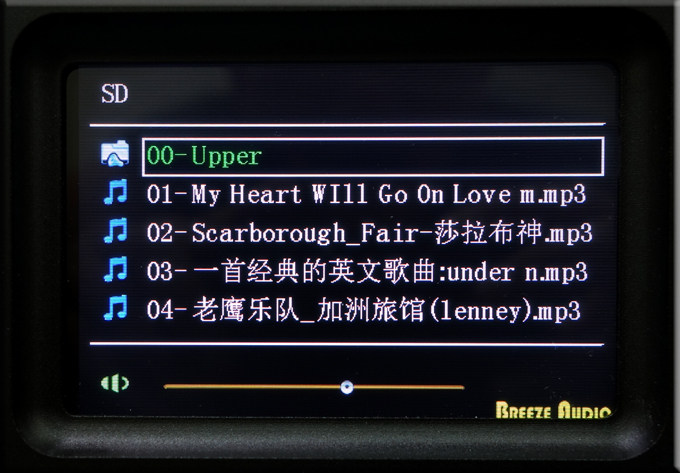 SD
00-Upper
01-My Heart WIll Go On Love m.mp3
02-Scarborough_Fair-莎拉布神.mp3
03-一首经典的英文歌曲:under n.mp3
04-老鹰乐队_加洲旅馆(lenney).mp3
BREEZE AUDIO